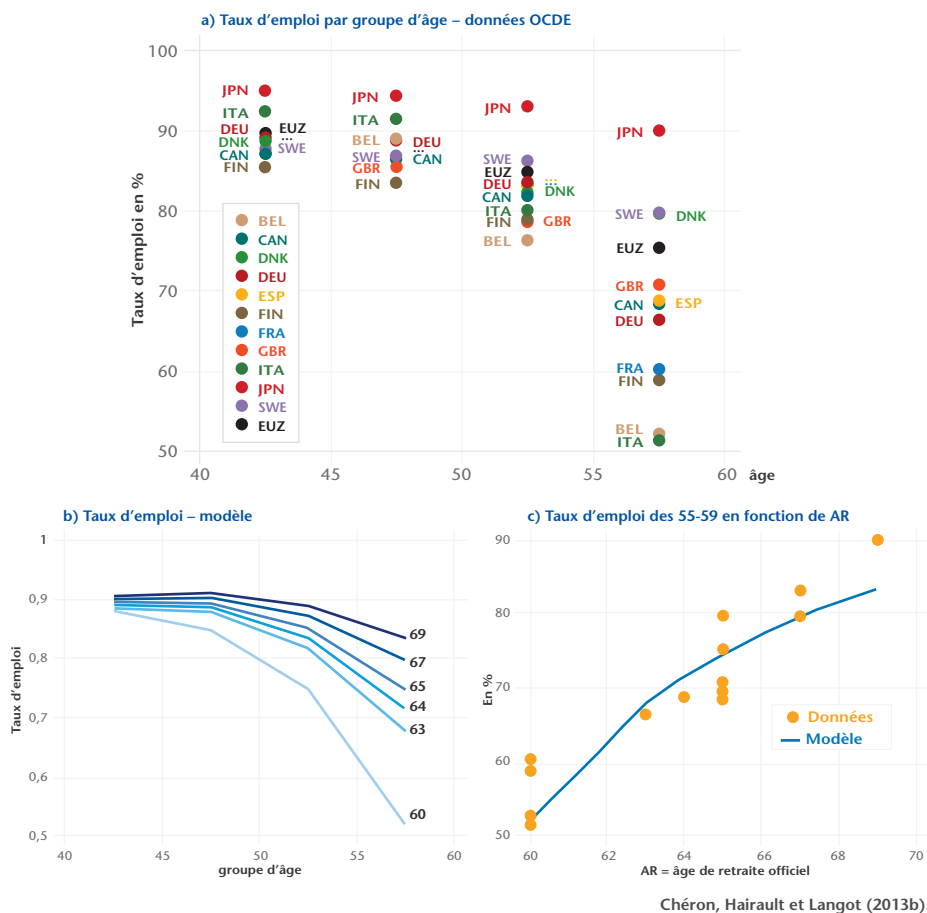 a) Taux d'emploi par groupe d'âge – données OCDE
Taux d'emploi en %
100
90
80
70
60
50
JPN
ITA
DEU EUZ
DNK ...
SWE
CAN
FIN
JPN
ITA
BEL DEU
...
SWE CAN
GBR
FIN
JPN
SWE
EUZ
DEU ...
DNK
CAN
ITA
FIN GBR
BEL
JPN
SWE DNK
EUZ
GBR
CAN ESP
DEU
FRA
FIN
BEL
ITA
BEL
CAN
DNK
DEU
ESP
FIN
FRA
GBR
ITA
JPN
SWE
EUZ
40 45 50 55 60 âge
b) Taux d'emploi – modèle
Taux d'emploi
1
0,9
0,8
0,7
0,6
0,5
69
67
65
64
63
60
40 45 50 55 60
groupe d'âge
c) Taux d'emploi des 55-59 en fonction de AR
En %
90
80
70
60
50
Données
Modèle
60 62 64 66 68 70
AR = âge de retraite officiel
Chéron, Hairault et Langot (2013b).